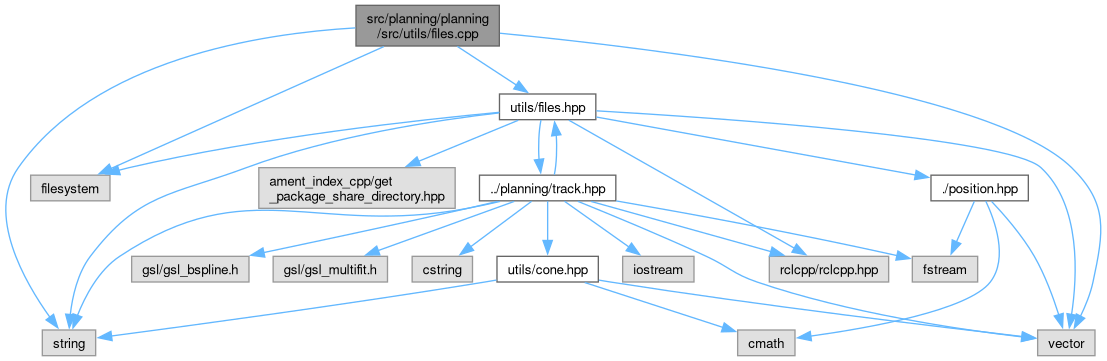 src/planning/planning
/src/utils/files.cpp
utils/files.hpp
filesystem
ament_index_cpp/get
_package_share_directory.hpp
../planning/track.hpp
./position.hpp
gsl/gsl_bspline.h
gsl/gsl_multifit.h
cstring
utils/cone.hpp
iostream
rclcpp/rclcpp.hpp
fstream
string
cmath
vector